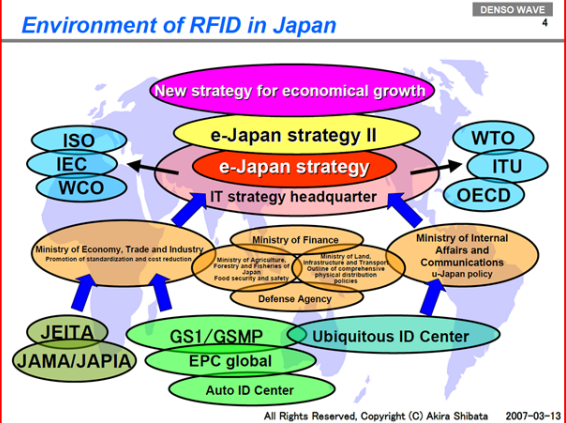 DENSO WAVE
4
Environment of RFID in Japan
New strategy for economical growth
e-Japan strategy II
e-Japan strategy
IT strategy headquarter
ISO
IEC
WCO
WTO
ITU
OECD
Ministry of Economy, Trade and Industry
Promotion of standardization and cost reduction
Ministry of Finance
Ministry of Agriculture,
Forestry and Fisheries of
Japan
Food security and safety
Ministry of Land,
Infrastructure and Transport
Outline of comprehensive
physical distribution
policies
Defense Agency
Ministry of Internal
Affairs and
Communications
u-Japan policy
JEITA
JAMA/JAPIA
GS1/GSMP
EPC global
Auto ID Center
Ubiquitous ID Center
All Rights Reserved, Copyright (C) Akira Shibata 2007-03-13